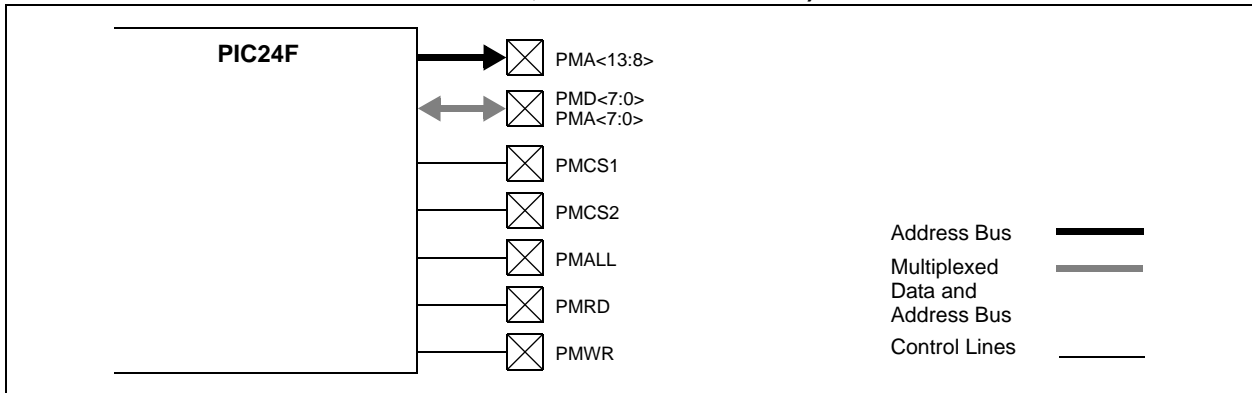 PIC24F
PMA<13:8>
PMD<7:0>
PMA<7:0>
PMCS1
PMCS2
PMALL
PMRD
PMWR
Address Bus
Multiplexed
Data and
Address Bus
Control Lines